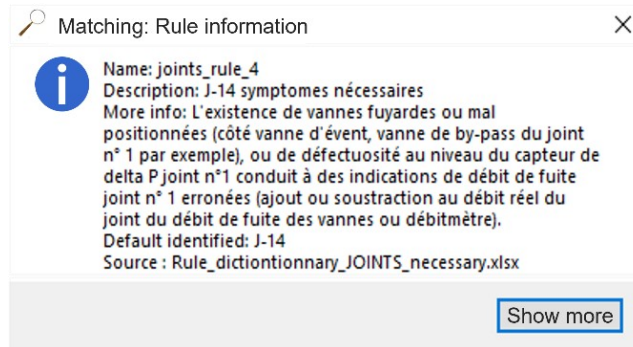 Matching: Rule information
Name: joints_rule_4
Description: J-14 symptomes nécessaires
More info: L'existence de vannes fuyardes ou mal
positionnées (côté vanne d'évent, vanne de by-pass du joint
n° 1 par exemple), ou de défectuosité au niveau du capteur de
delta P joint n°1 conduit à des indications de débit de fuite
joint n° 1 erronées (ajout ou soustraction au débit réel du
joint du débit de fuite des vannes ou débitmètre).
Default identified: J-14
Source : Rule_dictiontionnary_JOINTS_necessary.xlsx
Show more